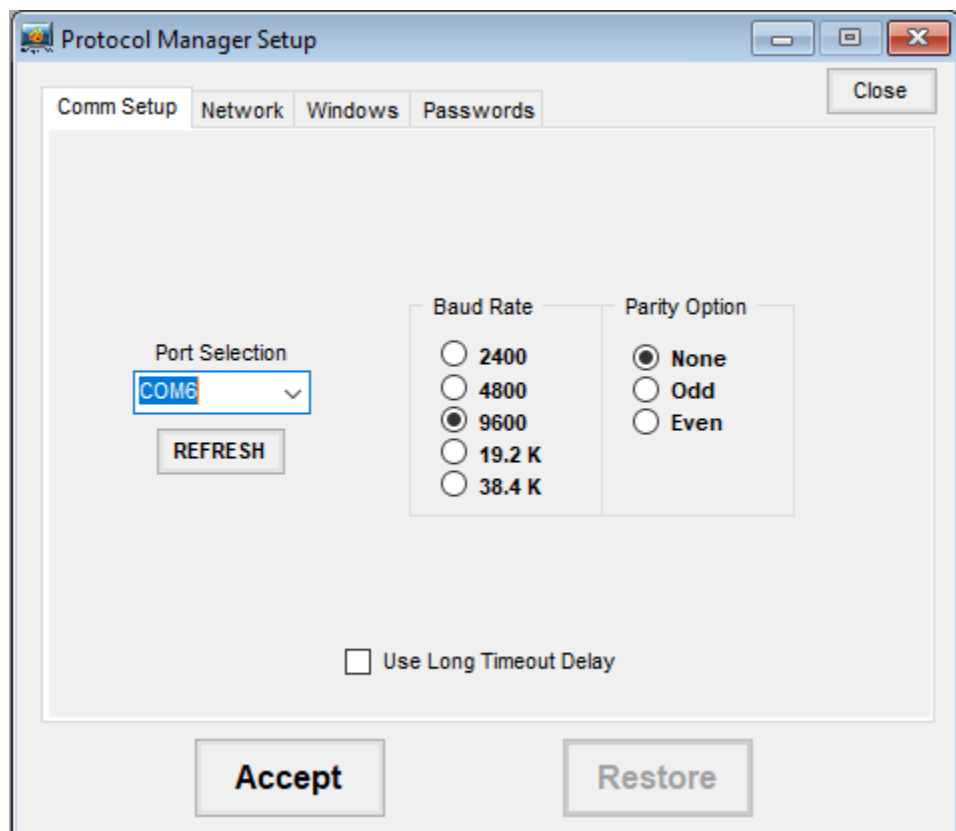 Protocol Manager Setup
Close
Comm Setup Network Windows Passwords
Baud Rate
2400
4800
9600
19.2 K
38.4 K
Parity Option
None
Odd
Even
Port Selection
COM6
REFRESH
Use Long Timeout Delay
Accept
Restore